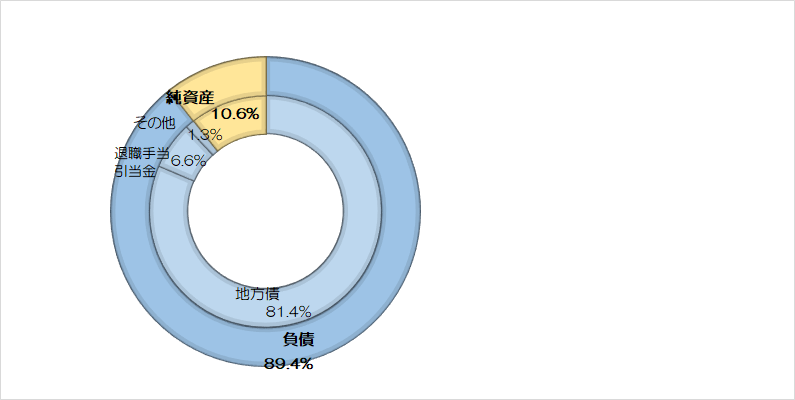 純資産
10.6%
その他
1.3%
退職手当
引当金
6.6%
地方債
81.4%
負債
89.4%